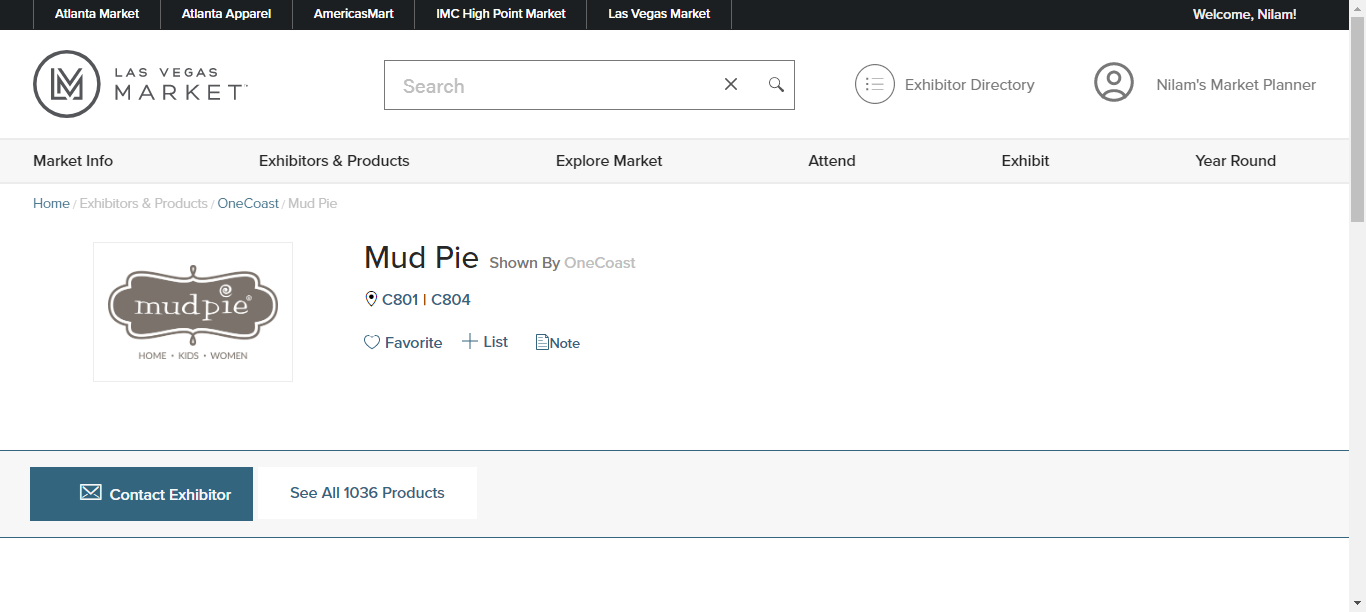 Atlanta Market Atlanta Apparel AmericasMart IMC High Point Market Las Vegas Market Welcome, Nilam!
LAS VEGAS
MARKET
Search
Exhibitor Directory
Nilam's Market Planner
Market Info Exhibitors & Products Explore Market Attend Exhibit Year Round
Home / Exhibitors & Products / OneCoast / Mud Pie
mudpie®
HOME • KIDS • WOMEN
Mud Pie Shown By OneCoast
C801 | C804
Favorite List Note
Contact Exhibitor See All 1036 Products